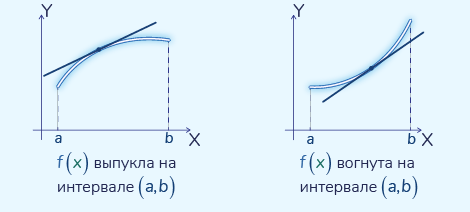 Y
a
b
X
f(x) выпукла на
интервале (a,b)
Y
a
b
X
f(x) вогнута на
интервале (a,b)